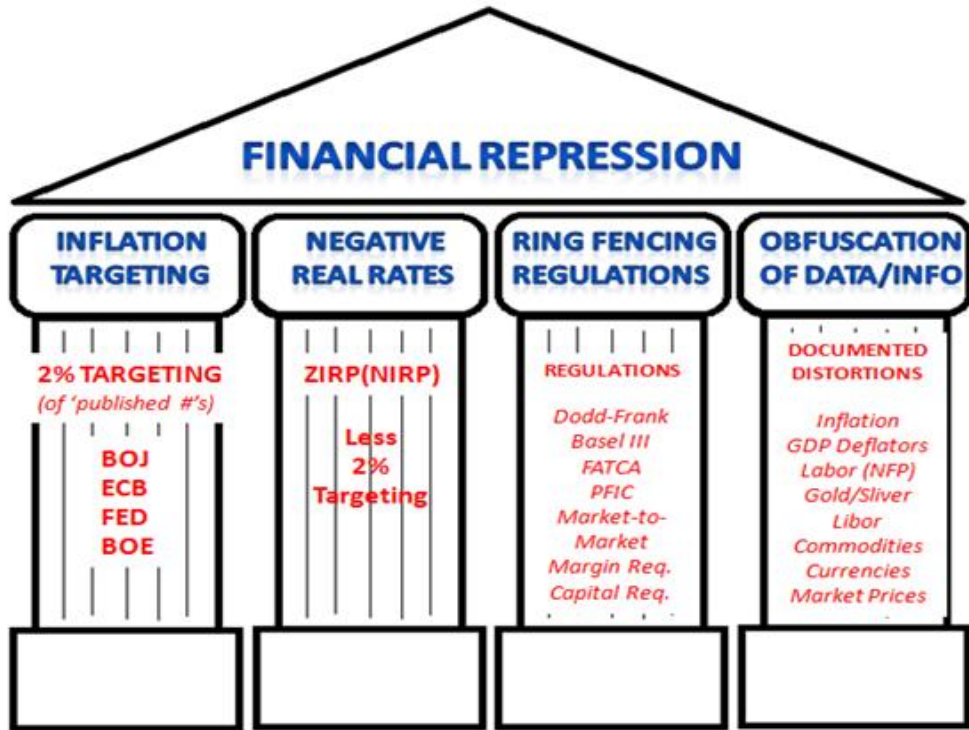 FINANCIAL REPRESSION
INFLATION
TARGETING
2% TARGETING
(of 'published #'s)
BOJ
ECB
FED
BOE
NEGATIVE
REAL RATES
ZIRP(NIRP)
Less
2%
Targeting
RING FENCING
REGULATIONS
REGULATIONS
Dodd-Frank
Basel III
FATCA
PFIC
Market-to-
Market
Margin Req.
Capital Req.
OBFUSCATION
OF DATA/INFO
DOCUMENTED
DISTORTIONS
Inflation
GDP Deflators
Labor (NFP)
Gold/Sliver
Libor
Commodities
Currencies
Market Prices